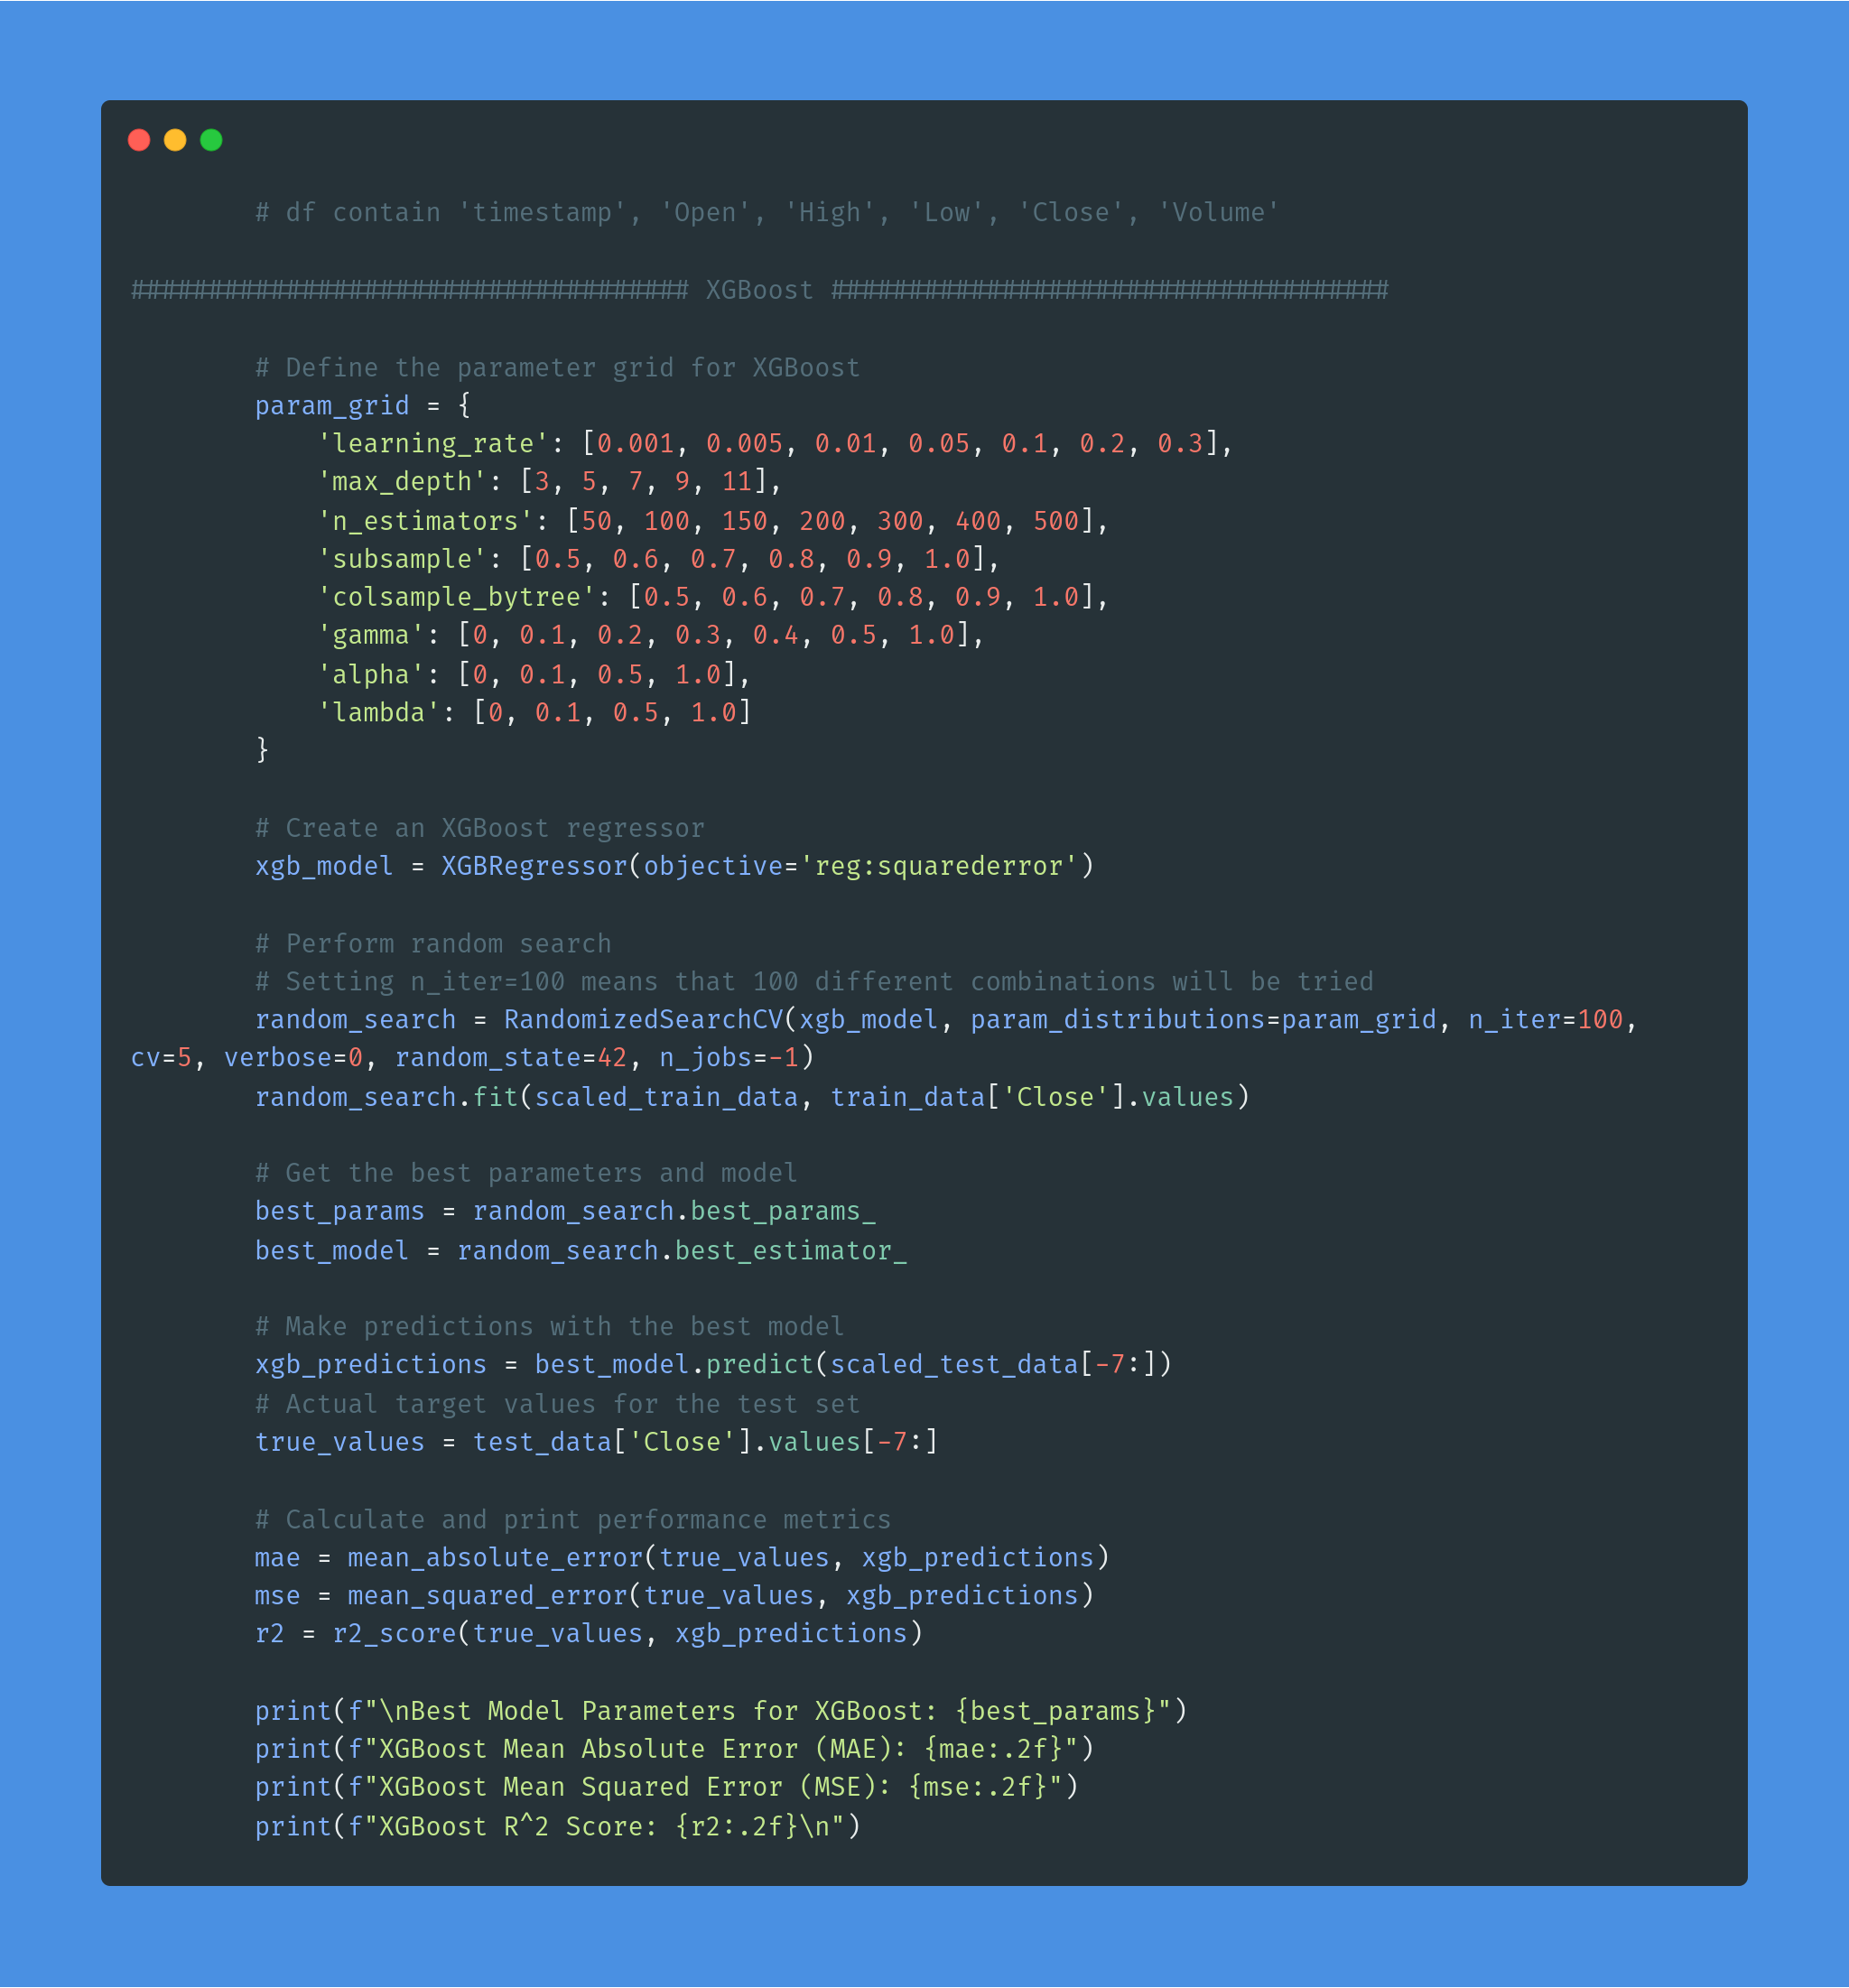 # df contain 'timestamp', 'Open', 'High', 'Low', 'Close', 'Volume'
#################################### XGBoost ####################################
# Define the parameter grid for XGBoost
param_grid = {
'learning_rate': [0.001, 0.005, 0.01, 0.05, 0.1, 0.2, 0.3],
'max_depth': [3, 5, 7, 9, 11],
'n_estimators': [50, 100, 150, 200, 300, 400, 500],
'subsample': [0.5, 0.6, 0.7, 0.8, 0.9, 1.0],
'colsample_bytree': [0.5, 0.6, 0.7, 0.8, 0.9, 1.0],
'gamma': [0, 0.1, 0.2, 0.3, 0.4, 0.5, 1.0],
'alpha': [0, 0.1, 0.5, 1.0],
'lambda': [0, 0.1, 0.5, 1.0]
}
# Create an XGBoost regressor
xgb_model = XGBRegressor(objective='reg:squarederror')
# Perform random search
# Setting n_iter=100 means that 100 different combinations will be tried
random_search = RandomizedSearchCV(xgb_model, param_distributions=param_grid, n_iter=100,
cv=5, verbose=0, random_state=42, n_jobs=-1)
random_search.fit(scaled_train_data, train_data['Close'].values)
# Get the best parameters and model
best_params = random_search.best_params_
best_model = random_search.best_estimator_
# Make predictions with the best model
xgb_predictions = best_model.predict(scaled_test_data[-7:])
# Actual target values for the test set
true_values = test_data['Close'].values[-7:]
# Calculate and print performance metrics
mae = mean_absolute_error(true_values, xgb_predictions)
mse = mean_squared_error(true_values, xgb_predictions)
r2 = r2_score(true_values, xgb_predictions)
print(f"\nBest Model Parameters for XGBoost: {best_params}")
print(f"XGBoost Mean Absolute Error (MAE): {mae:.2f}")
print(f"XGBoost Mean Squared Error (MSE): {mse:.2f}")
print(f"XGBoost R^2 Score: {r2:.2f}\n")